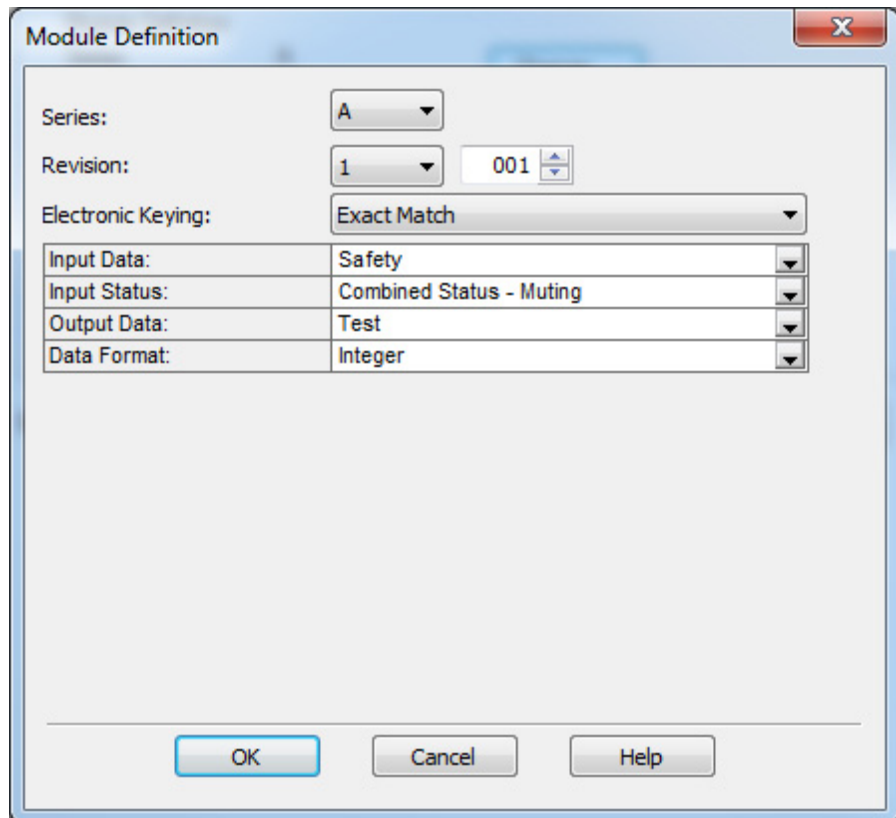 Module Definition
Series: A
Revision: 1 001
Electronic Keying: Exact Match
Input Data: Safety
Input Status: Combined Status - Muting
Output Data: Test
Data Format: Integer
OK Cancel Help